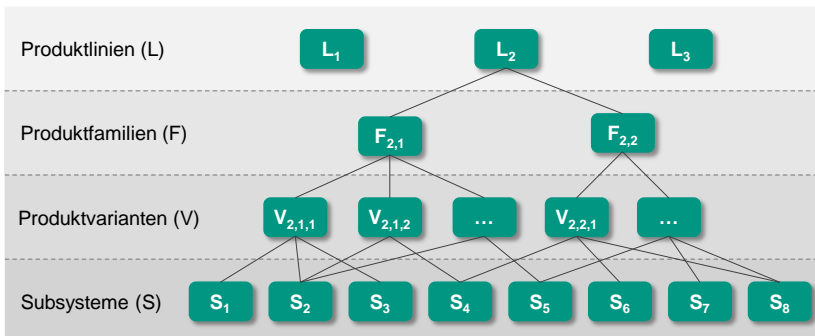 Produktlinien (L) L₁ L₂ L₃
Produktfamilien (F) F₂,₁ F₂,₂
Produktvarianten (V) V₂,₁,₁ V₂,₁,₂ … V₂,₂,₁ …
Subsysteme (S) S₁ S₂ S₃ S₄ S₅ S₆ S₇ S₈